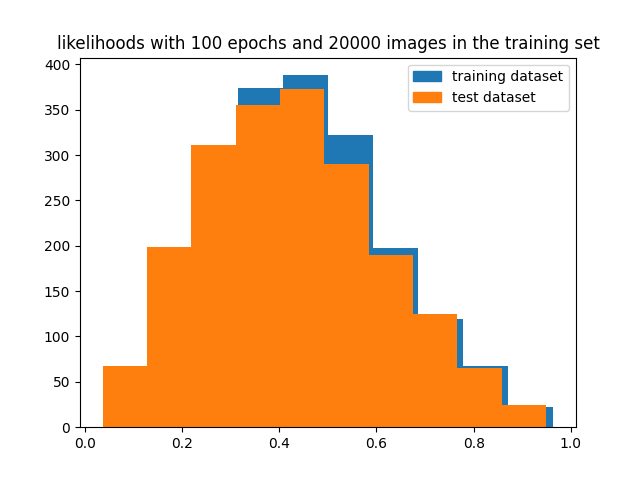 likelihoods with 100 epochs and 20000 images in the training set
400
350
300
250
200
150
100
50
0
0.0 0.2 0.4 0.6 0.8 1.0
training dataset
test dataset